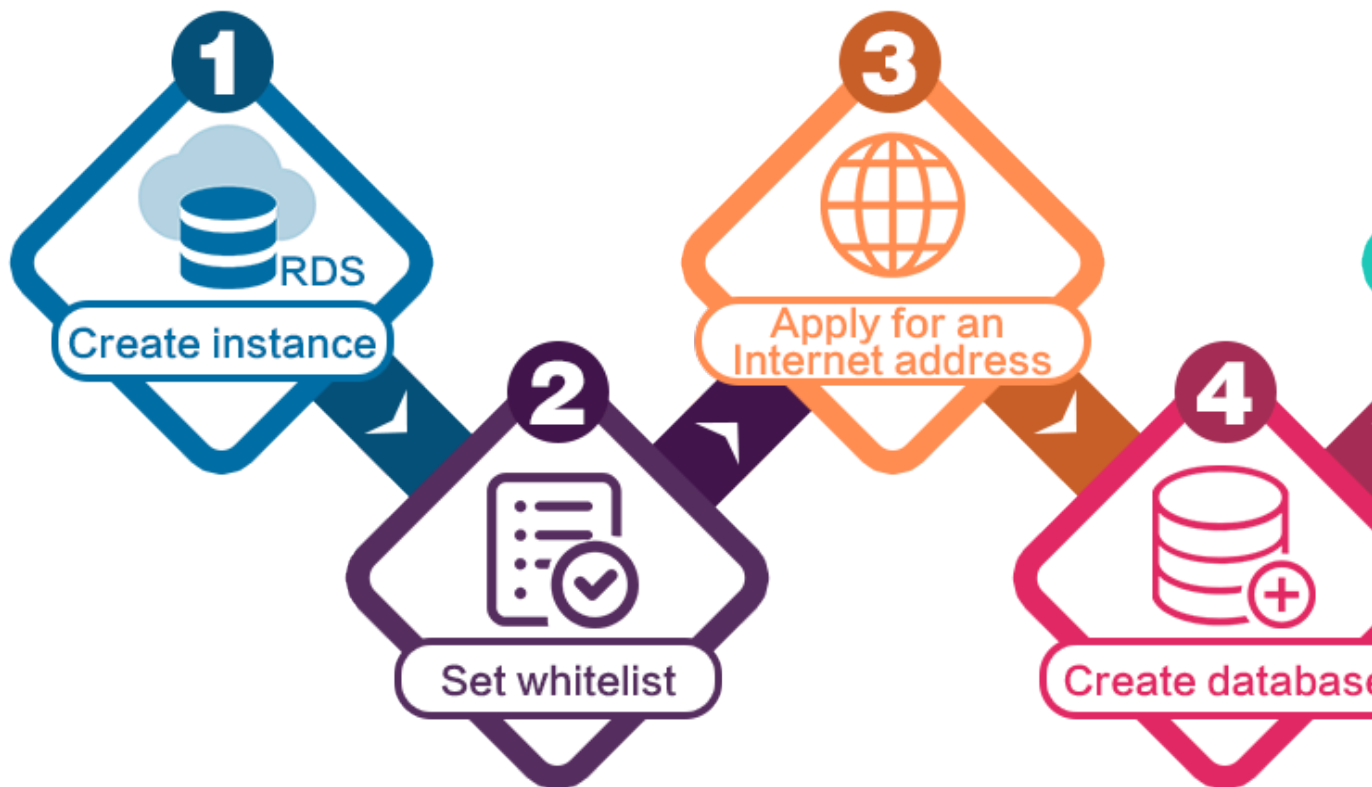 1
RDS
Create instance
2
Set whitelist
3
Apply for an
Internet address
4
Create database